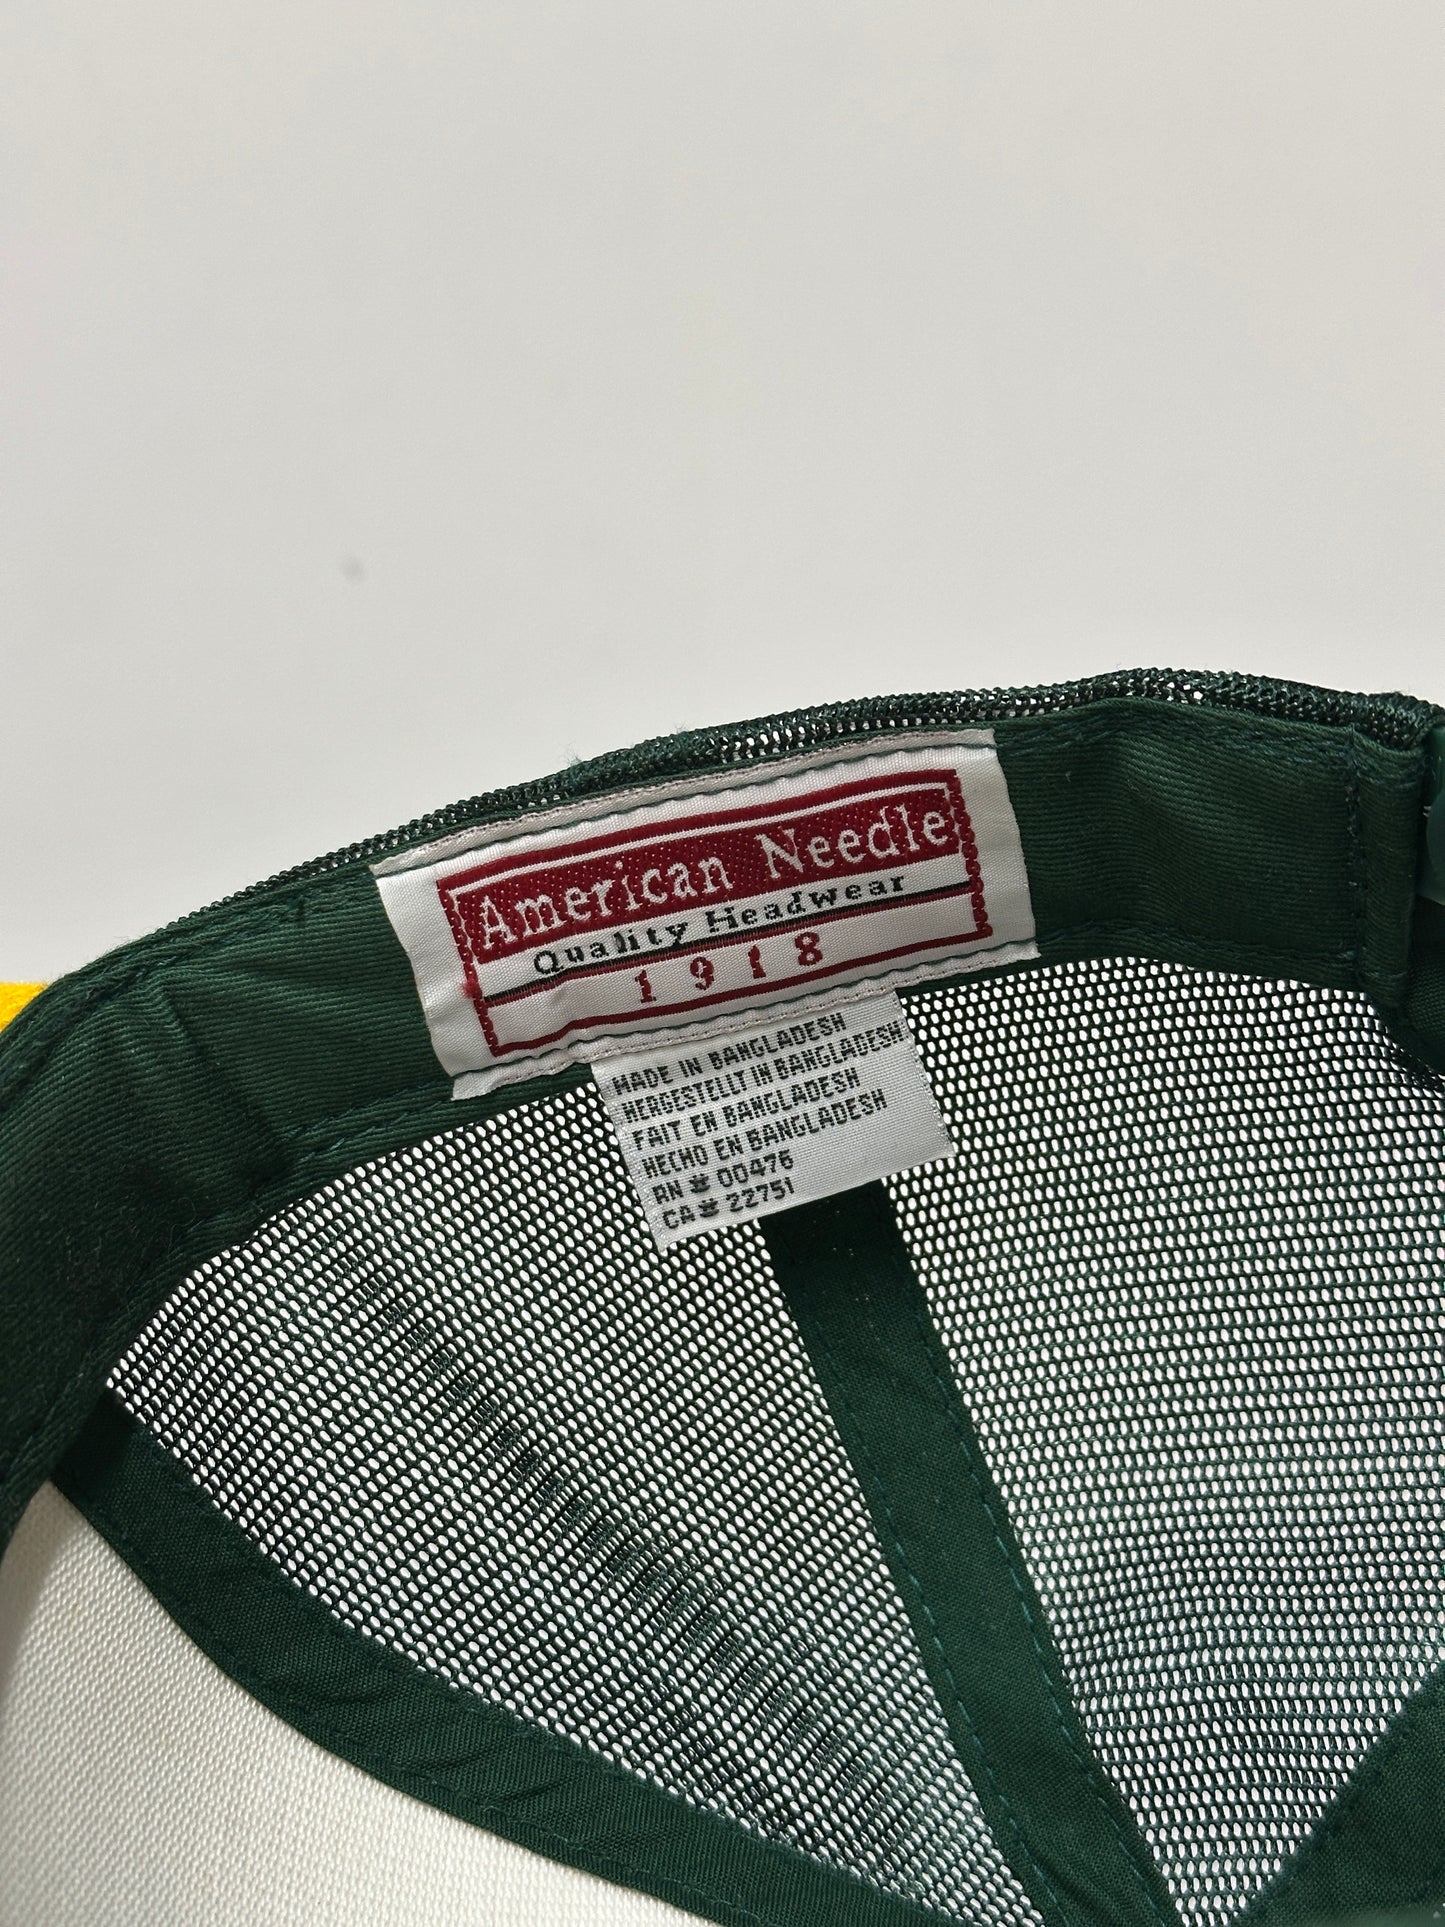 American Needle
Quality Headwear
1918
MADE IN BANGLADESH
HERGESTELLT IN BANGLADESH
FAIT EN BANGLADESH
HECHO EN BANGLADESH
RN # 00476
CA# 22751